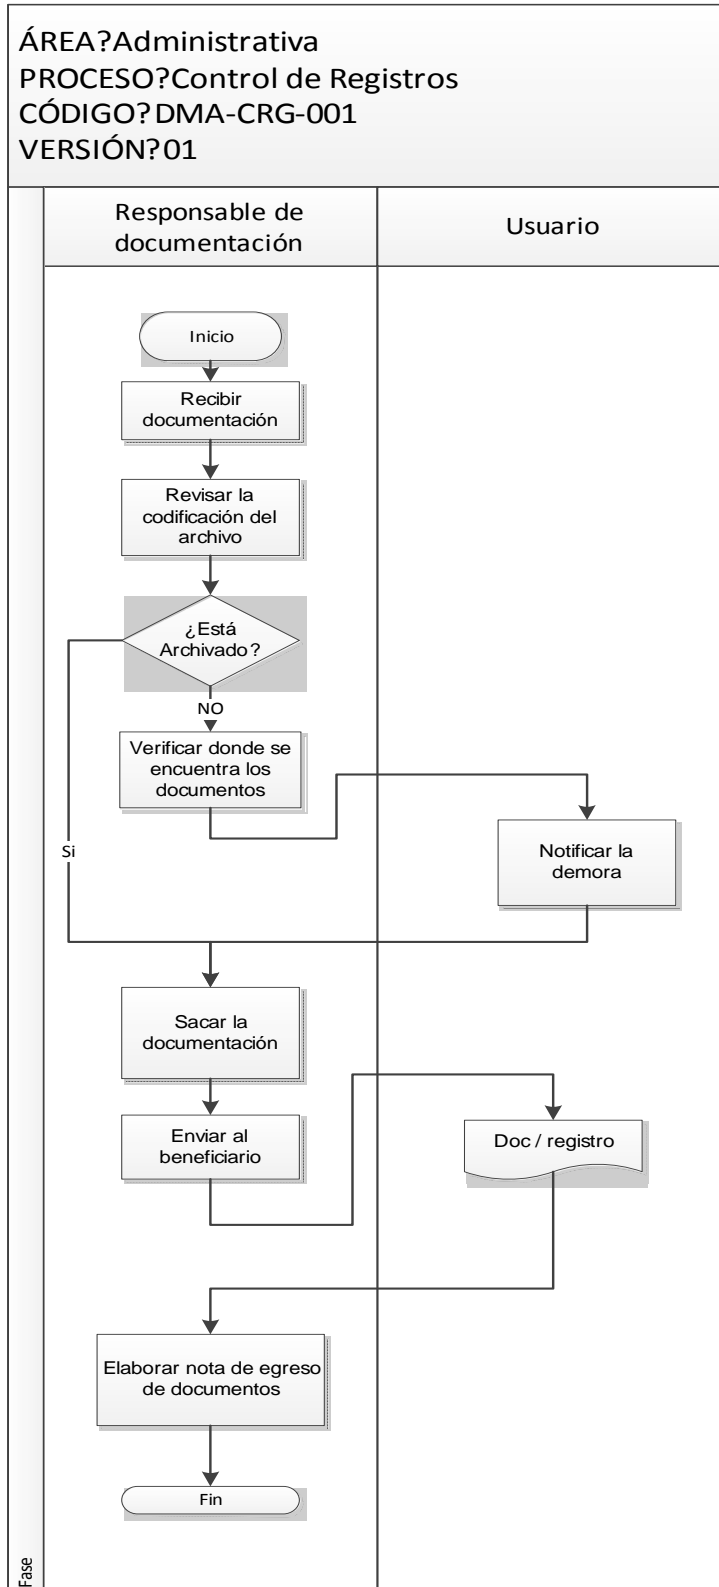 ÁREA?Administrativa
PROCESO?Control de Registros
CÓDIGO?DMA-CRG-001
VERSIÓN?01
Responsable de
documentación
Usuario
Inicio
Recibir
documentación
Revisar la
codificación del
archivo
¿Está
Archivado?
NO
Verificar donde se
encuentra los
documentos
Si
Notificar la
demora
Sacar la
documentación
Enviar al
beneficiario
Doc / registro
Elaborar nota de egreso
de documentos
Fin
Fase